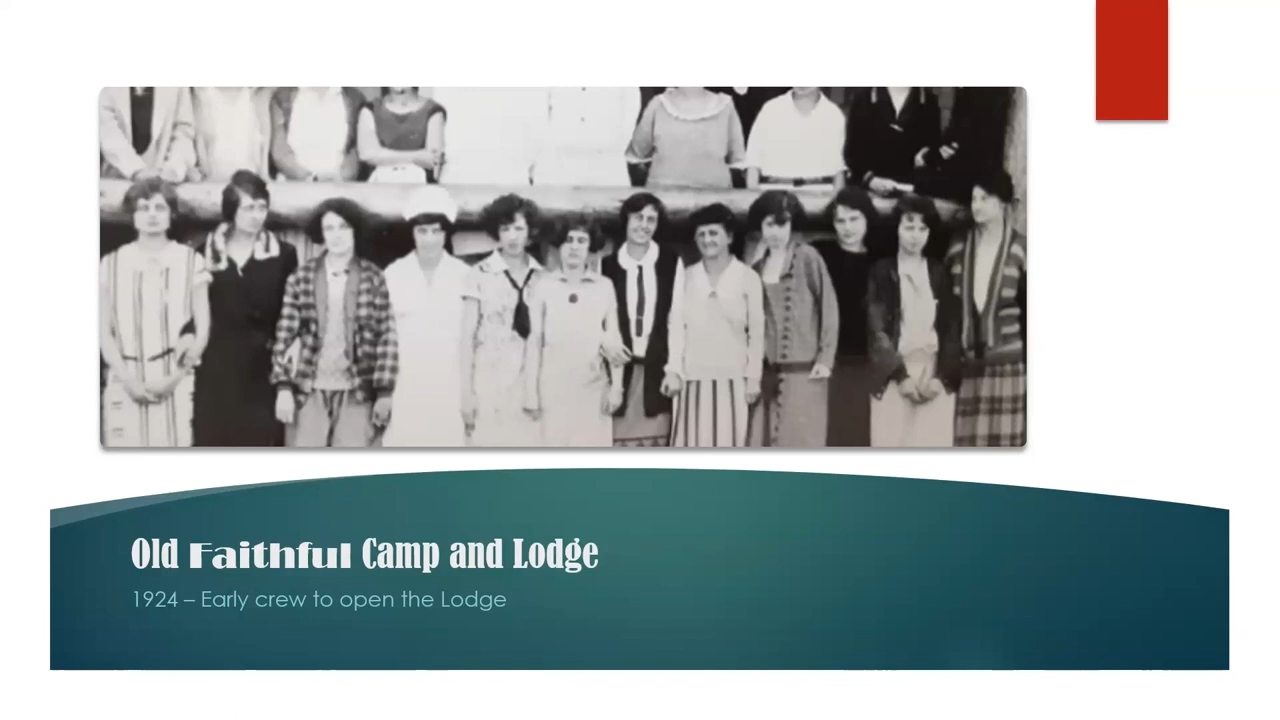 Old Faithful Camp and Lodge
1924 – Early crew to open the Lodge